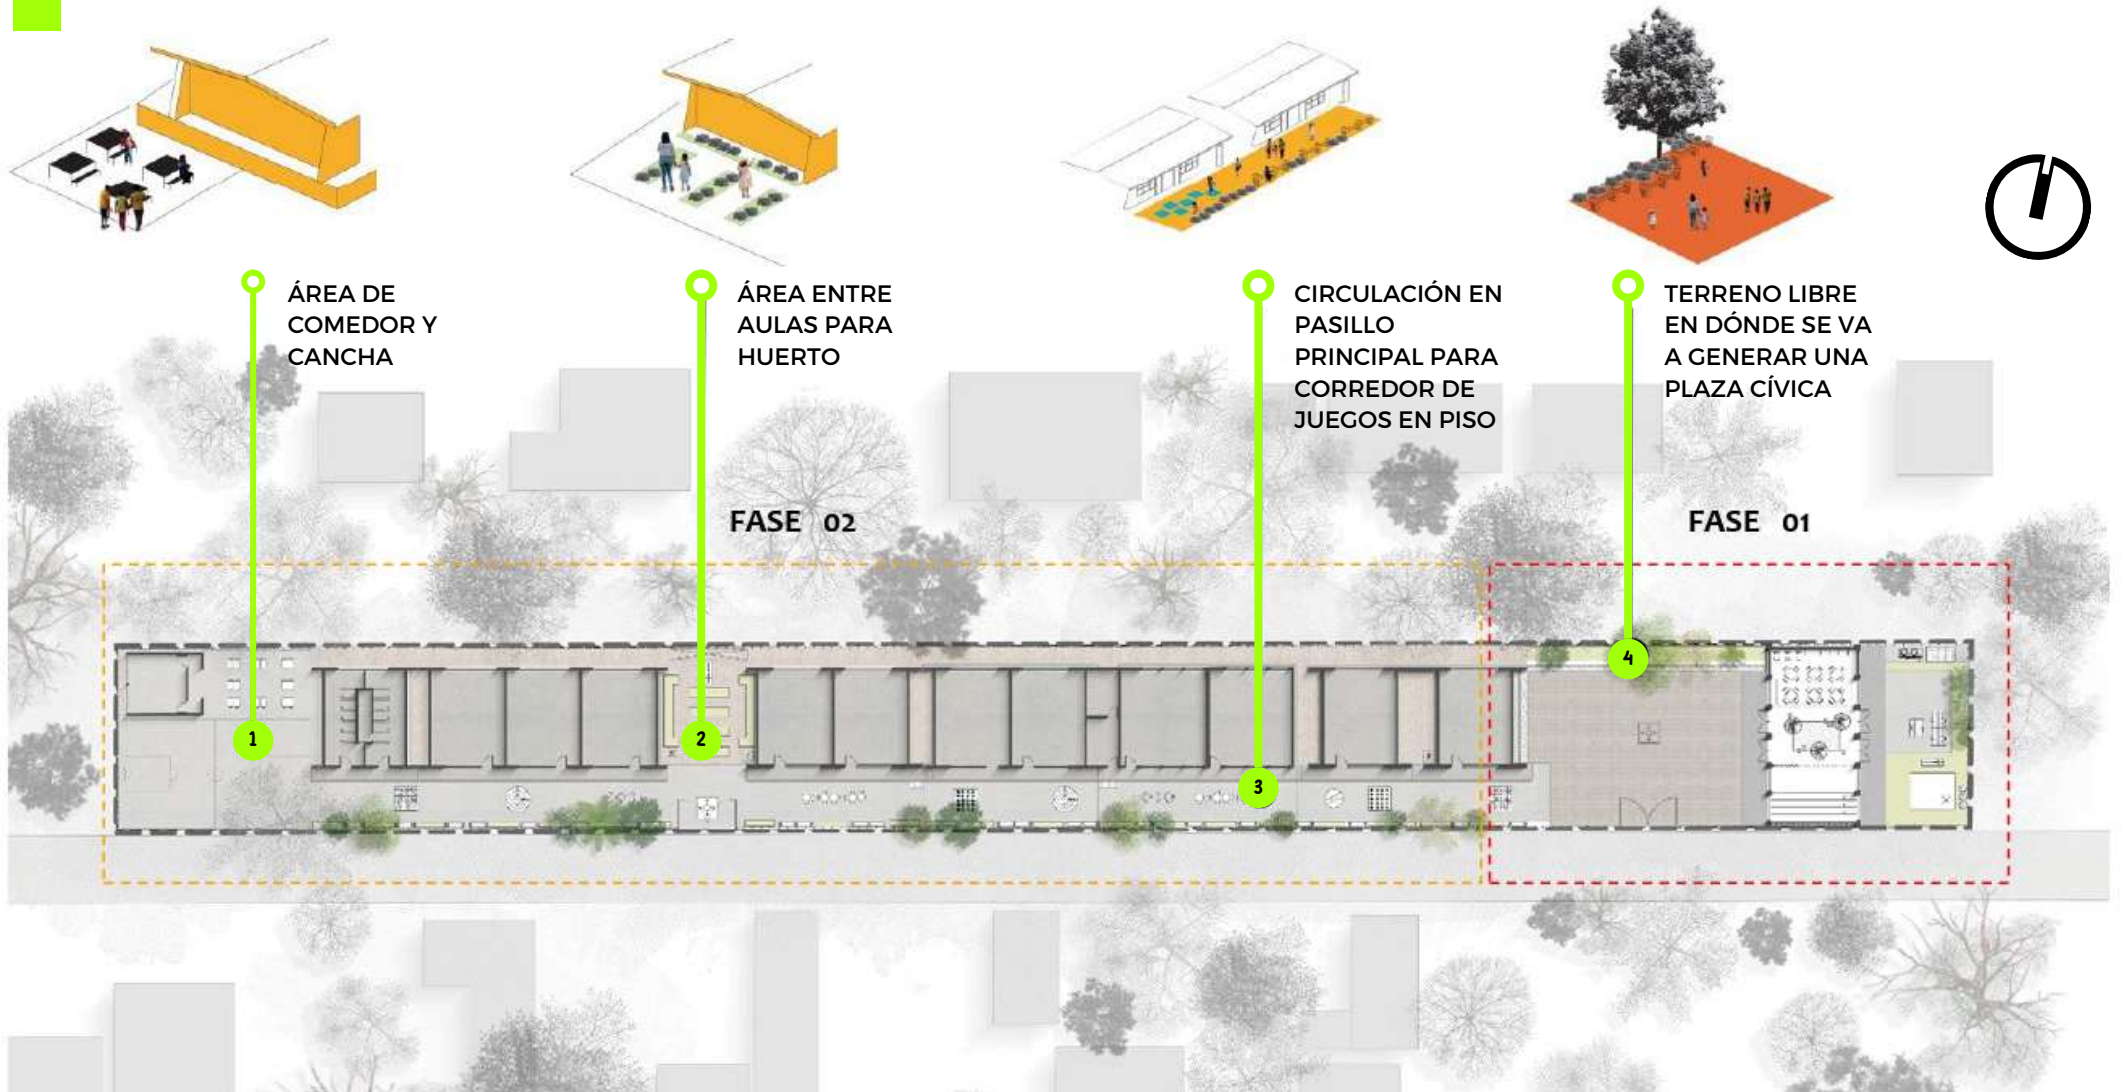 ÁREA DE
COMEDOR Y
CANCHA
ÁREA ENTRE
AULAS PARA
HUERTO
CIRCULACIÓN EN
PASILLO
PRINCIPAL PARA
CORREDOR DE
JUEGOS EN PISO
TERRENO LIBRE
EN DÓNDE SE VA
A GENERAR UNA
PLAZA CÍVICA
FASE 02
FASE 01
1
2
3
4